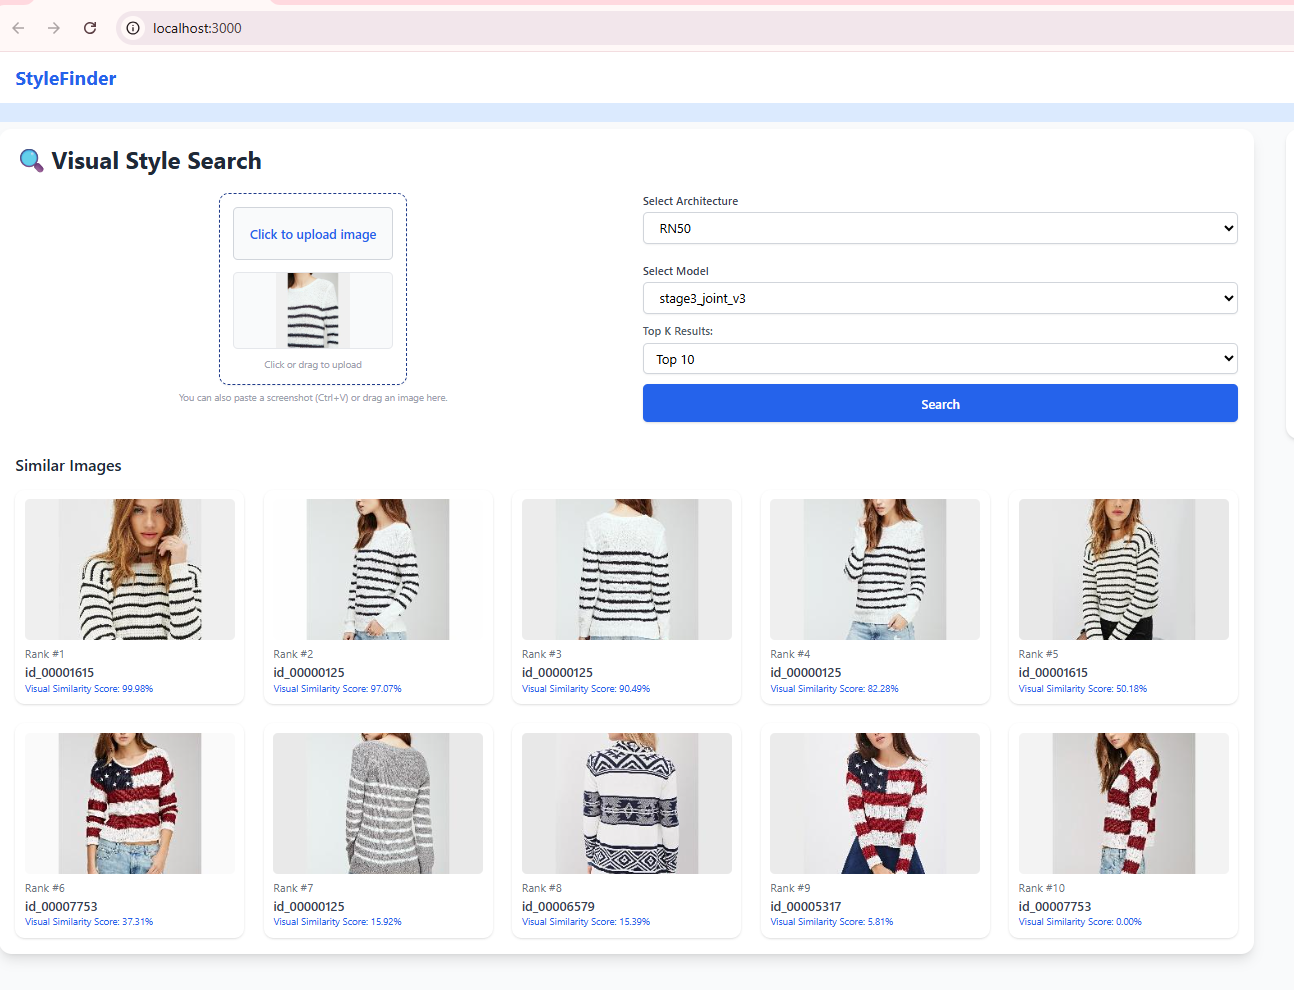 localhost:3000
StyleFinder
Visual Style Search
Click to upload image
Click or drag to upload
You can also paste a screenshot (Ctrl+V) or drag an image here.
Select Architecture
RN50
Select Model
stage3_joint_v3
Top K Results:
Top 10
Search
Similar Images
Rank #1
id_00001615
Visual Similarity Score: 99.98%
Rank #2
id_00000125
Visual Similarity Score: 97.07%
Rank #3
id_00000125
Visual Similarity Score: 90.49%
Rank #4
id_00000125
Visual Similarity Score: 82.28%
Rank #5
id_00001615
Visual Similarity Score: 50.18%
Rank #6
id_00007753
Visual Similarity Score: 37.31%
Rank #7
id_00000125
Visual Similarity Score: 15.92%
Rank #8
id_00006579
Visual Similarity Score: 15.39%
Rank #9
id_00005317
Visual Similarity Score: 5.81%
Rank #10
id_00007753
Visual Similarity Score: 0.00%